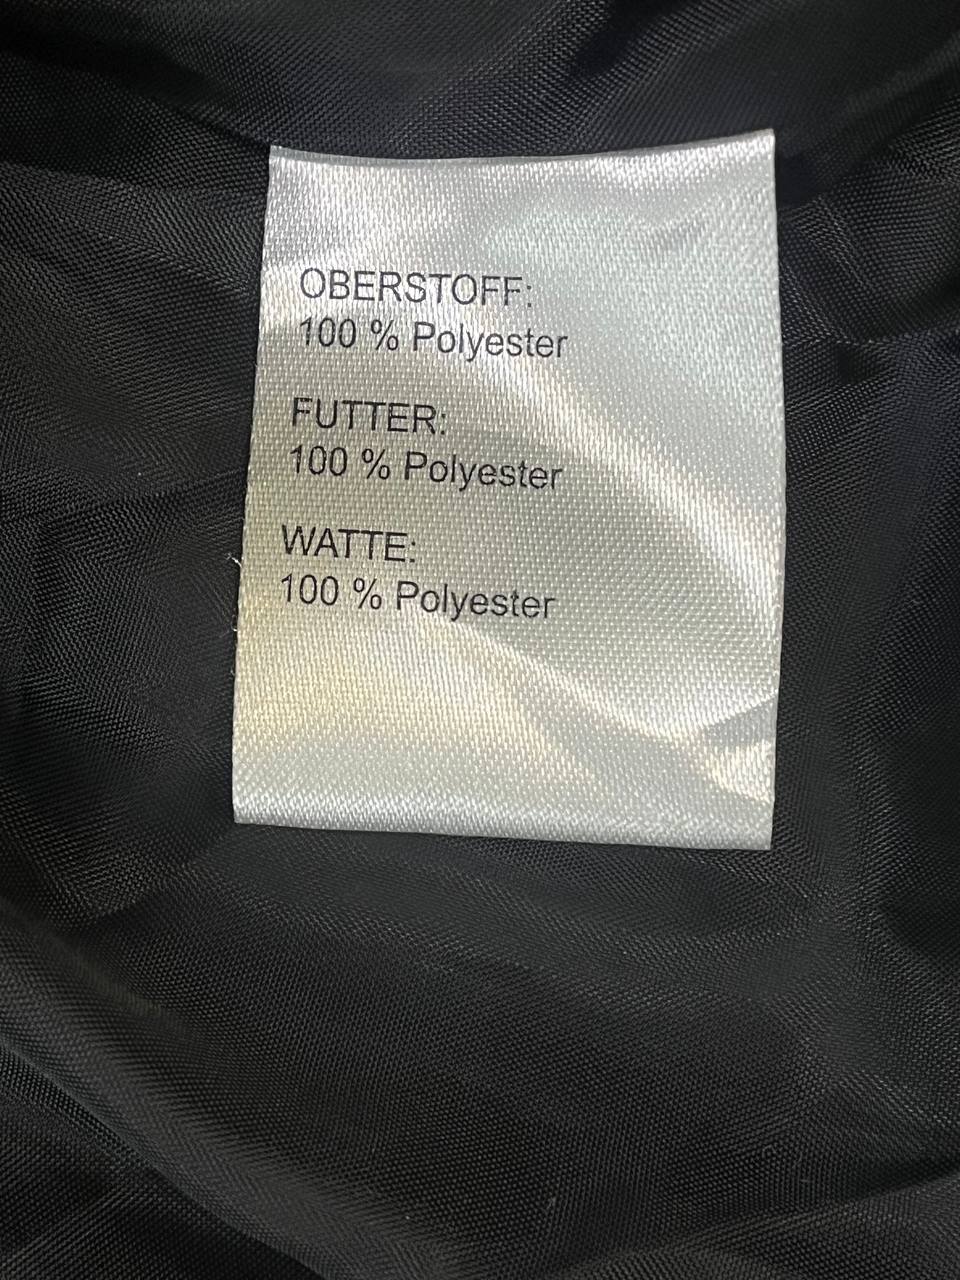 OBERSTOFF:
100 % Polyester
FUTTER:
100 % Polyester
WATTE:
100 % Polyester